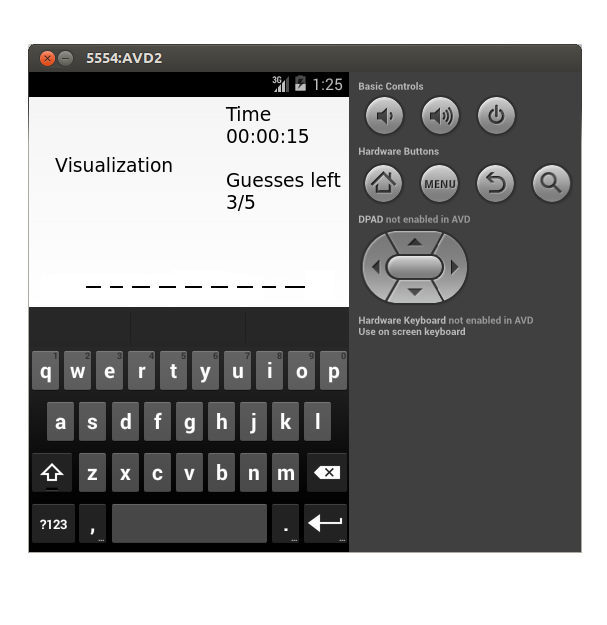 5554:AVD2
3G 1:25
Time
00:00:15
Visualization
Guesses left
3/5
1 2 3 4 5 6 7 8 9 0
q w e r t y u i o p
a s d f g h j k l
z x c v b n m
?123 , ... . ... ...
Basic Controls
Hardware Buttons
MENU
DPAD not enabled in AVD
Hardware Keyboard not enabled in AVD
Use on screen keyboard